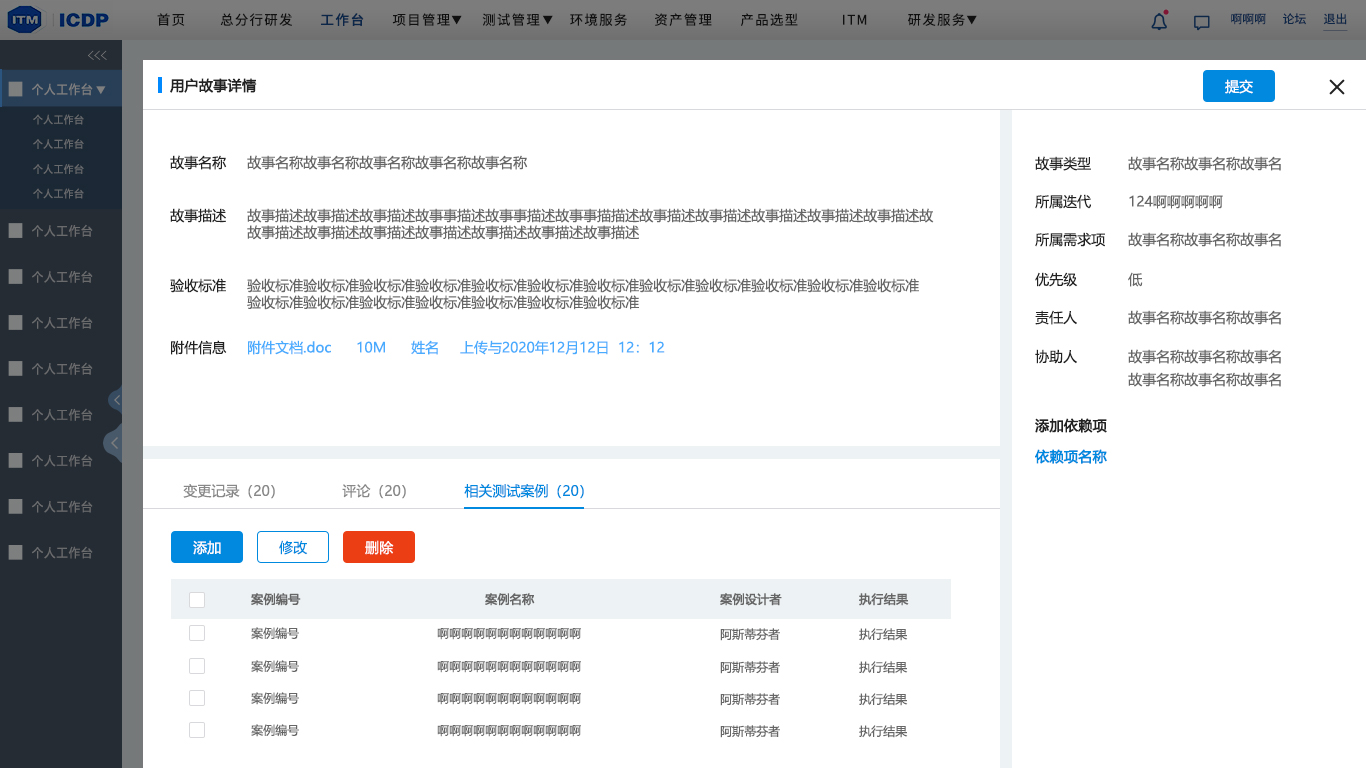 ITM ICDP 首页 总分行研发 工作台 项目管理▼ 测试管理▼ 环境服务 资产管理 产品选型 ITM 研发服务▼ 啊啊啊 论坛 退出
<<<
个人工作台▼
个人工作台
个人工作台
个人工作台
个人工作台
个人工作台
个人工作台
个人工作台
个人工作台
个人工作台
个人工作台
个人工作台
个人工作台
用户故事详情 提交
故事名称 故事名称故事名称故事名称故事名称故事名称
故事描述 故事描述故事描述故事描述故事事描述故事事描述故事事描描述故事描述故事描述故事描述故事描述故事描述故
故事描述故事描述故事描述故事描述故事描述故事描述故事描述
验收标准 验收标准验收标准验收标准验收标准验收标准验收标准验收标准验收标准验收标准验收标准验收标准验收标准
验收标准验收标准验收标准验收标准验收标准验收标准验收标准
附件信息 附件文档.doc 10M 姓名 上传与2020年12月12日 12：12
故事类型 故事名称故事名称故事名
所属迭代 124啊啊啊啊啊
所属需求项 故事名称故事名称故事名
优先级 低
责任人 故事名称故事名称故事名
协助人 故事名称故事名称故事名
故事名称故事名称故事名
添加依赖项
依赖项名称
变更记录（20） 评论（20） 相关测试案例（20）
添加 修改 删除
案例编号 案例名称 案例设计者 执行结果
案例编号 啊啊啊啊啊啊啊啊啊啊啊啊 阿斯蒂芬者 执行结果
案例编号 啊啊啊啊啊啊啊啊啊啊啊啊 阿斯蒂芬者 执行结果
案例编号 啊啊啊啊啊啊啊啊啊啊啊啊 阿斯蒂芬者 执行结果
案例编号 啊啊啊啊啊啊啊啊啊啊啊啊 阿斯蒂芬者 执行结果